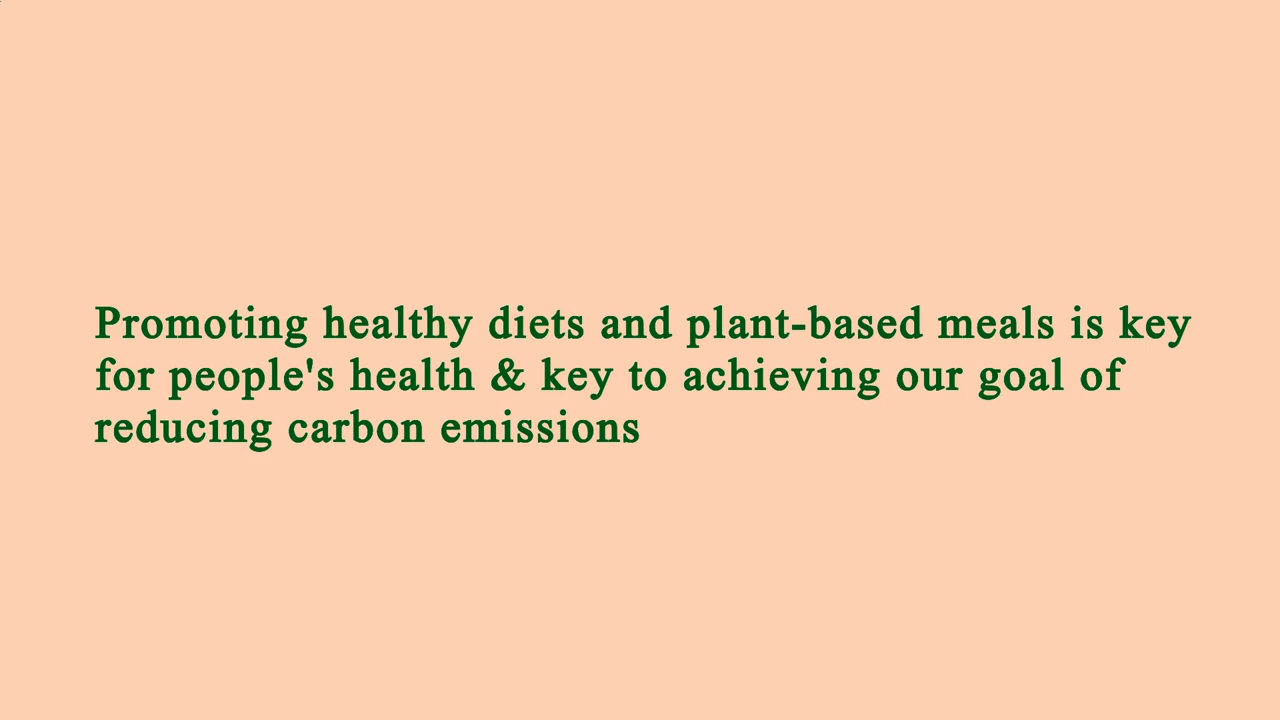 Promoting healthy diets and plant-based meals is key
for people's health & key to achieving our goal of
reducing carbon emissions